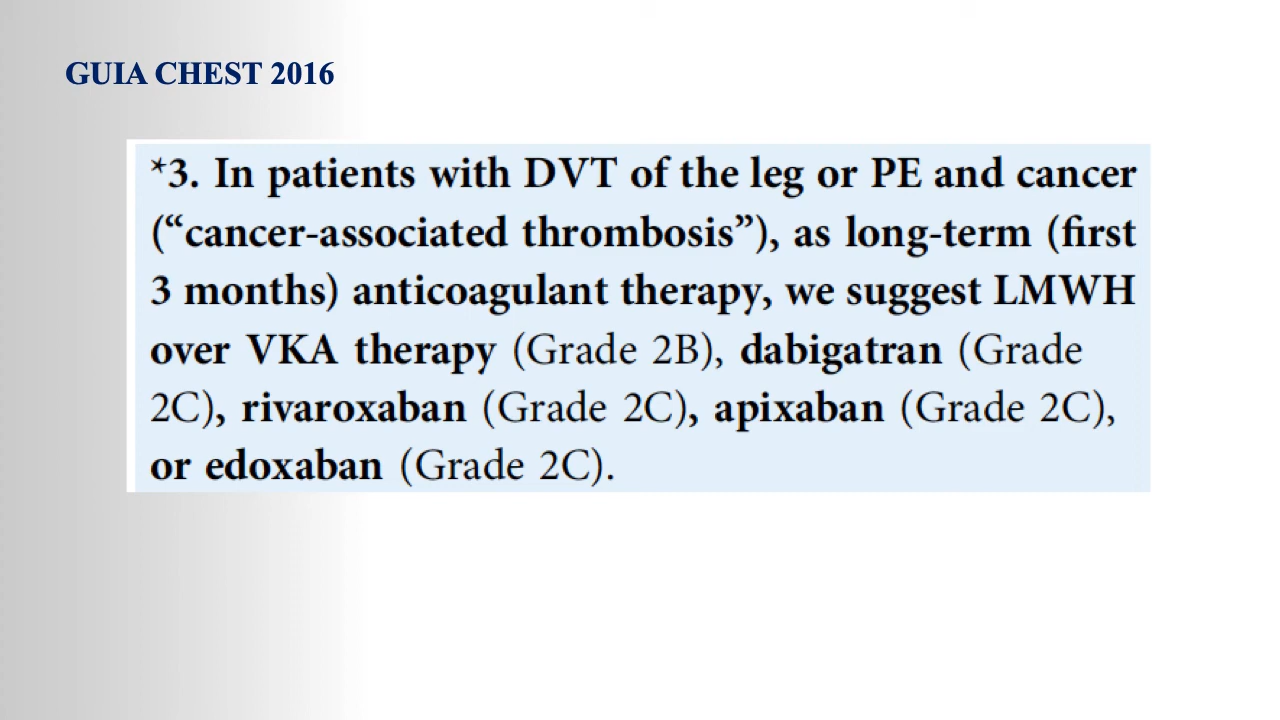 GUIA CHEST 2016
*3. In patients with DVT of the leg or PE and cancer
(“cancer-associated thrombosis”), as long-term (first
3 months) anticoagulant therapy, we suggest LMWH
over VKA therapy (Grade 2B), dabigatran (Grade
2C), rivaroxaban (Grade 2C), apixaban (Grade 2C),
or edoxaban (Grade 2C).